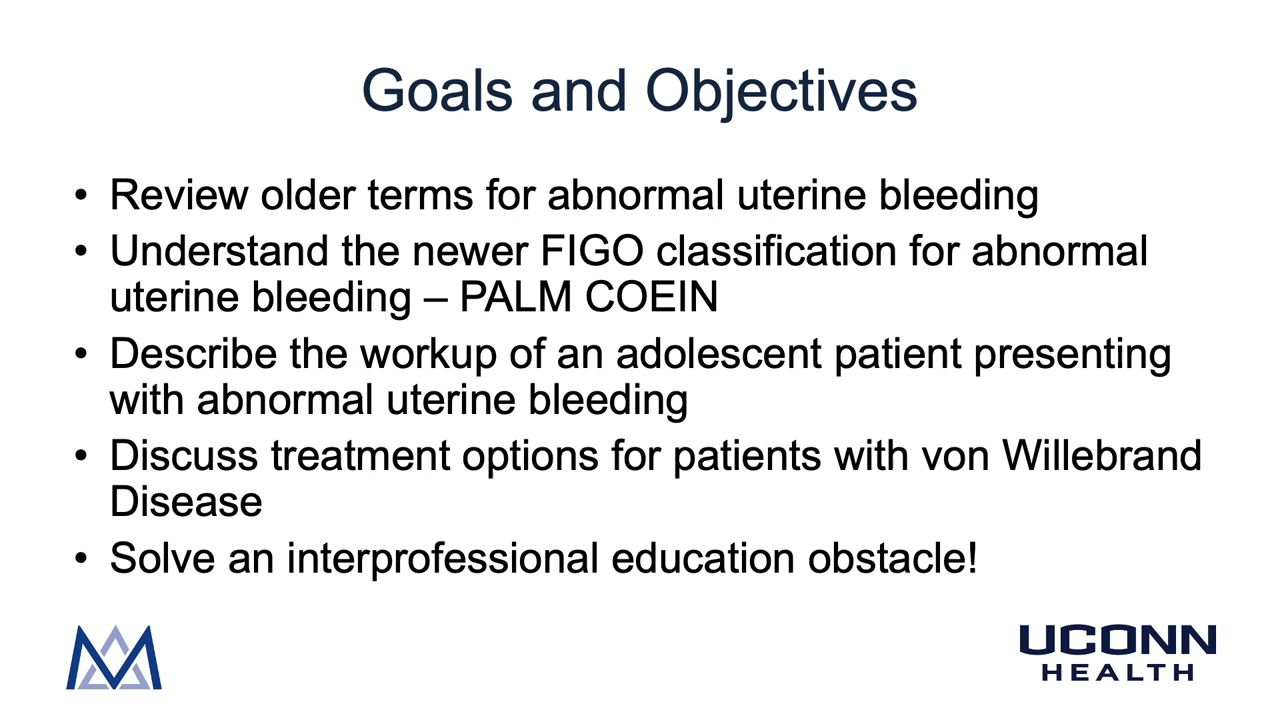 Goals and Objectives
• Review older terms for abnormal uterine bleeding
• Understand the newer FIGO classification for abnormal
uterine bleeding – PALM COEIN
• Describe the workup of an adolescent patient presenting
with abnormal uterine bleeding
• Discuss treatment options for patients with von Willebrand
Disease
• Solve an interprofessional education obstacle!
UCONN
HEALTH